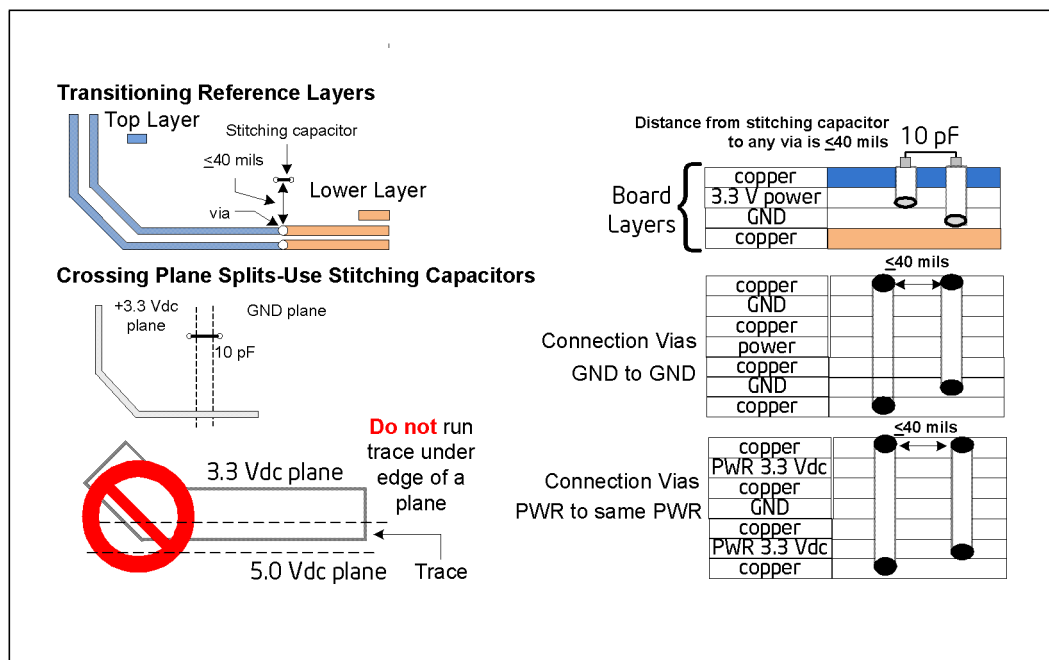 Transitioning Reference Layers
Top Layer
Stitching capacitor
≤40 mils
Lower Layer
via
Crossing Plane Splits-Use Stitching Capacitors
+3.3 Vdc
plane
GND plane
10 pF
Do not run
trace under
edge of a
plane
3.3 Vdc plane
5.0 Vdc plane
Trace
Distance from stitching capacitor
to any via is ≤40 mils
10 pF
Board
Layers
copper
3.3 V power
GND
copper
≤40 mils
Connection Vias
GND to GND
copper
GND
copper
power
copper
GND
copper
≤40 mils
Connection Vias
PWR to same PWR
copper
PWR 3.3 Vdc
copper
GND
copper
PWR 3.3 Vdc
copper